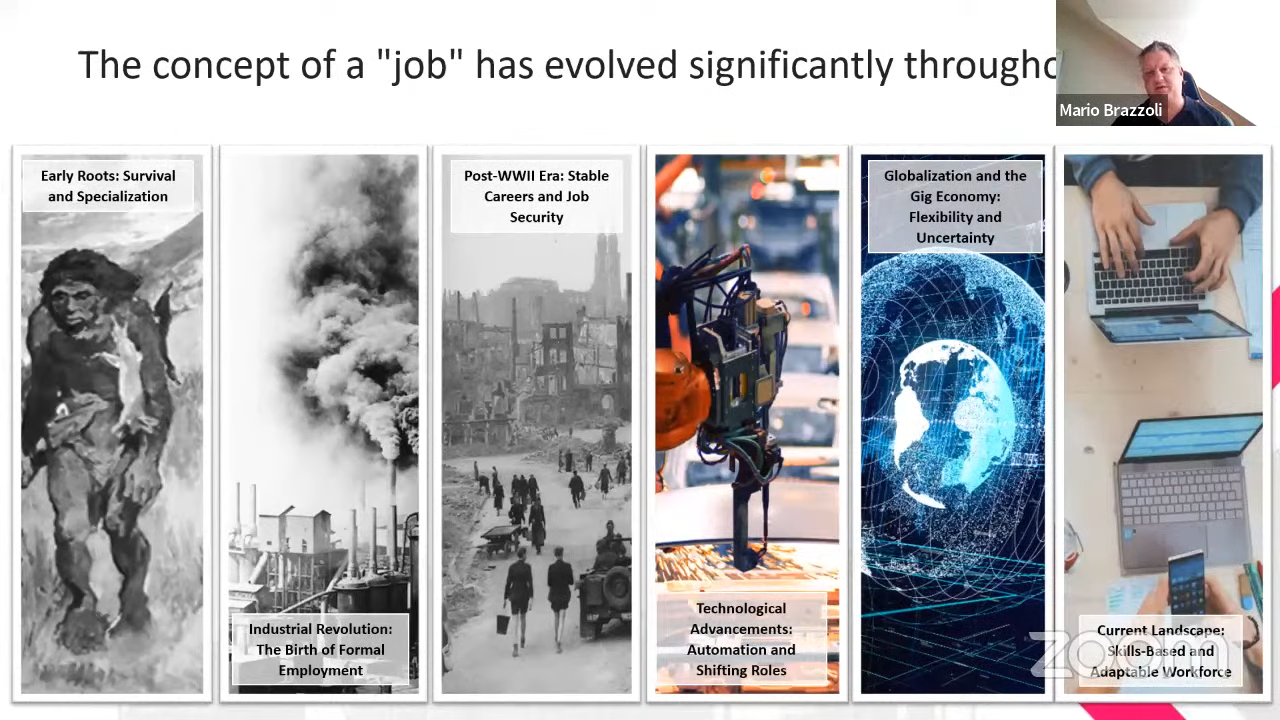 The concept of a "job" has evolved significantly
Mario Brazzoli
Early Roots: Survival
and Specialization
Industrial Revolution:
The Birth of Formal
Employment
Post-WWII Era: Stable
Careers and Job
Security
Technological
Advancements:
Automation and
Shifting Roles
Globalization and the
Gig Economy:
Flexibility and
Uncertainty
Current Landscape:
Skills-Based and
Adaptable Workforce
zoom